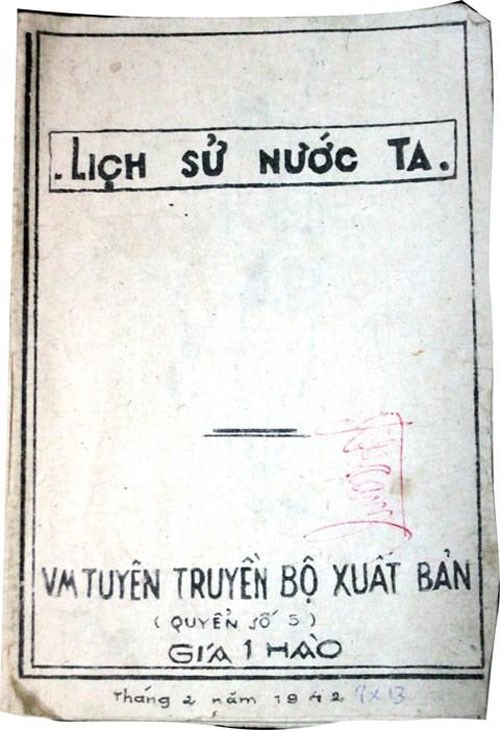 . LỊCH SỬ NƯỚC TA .
VM TUYÊN TRUYỀN BỘ XUẤT BẢN
( QUYỂN SỐ 5 )
GIÁ 1 HÀO
Tháng 2 năm 1942